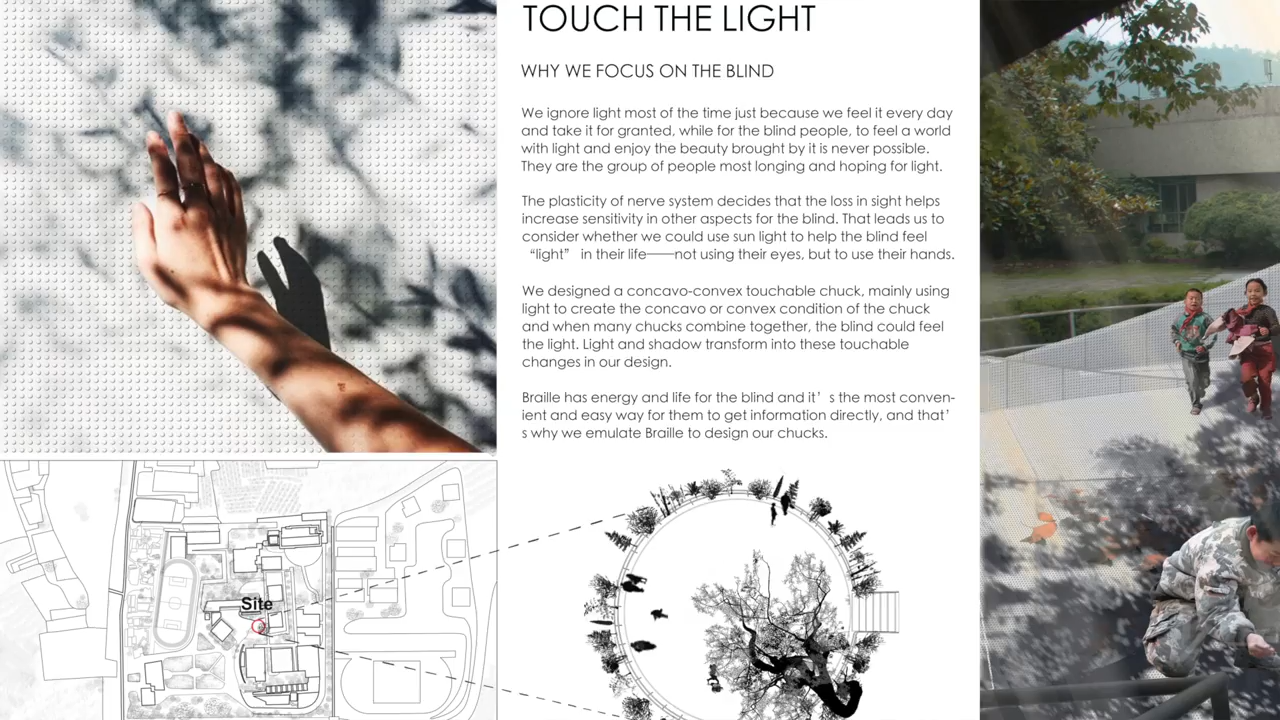 TOUCH THE LIGHT
WHY WE FOCUS ON THE BLIND
We ignore light most of the time just because we feel it every day
and take it for granted, while for the blind people, to feel a world
with light and enjoy the beauty brought by it is never possible.
They are the group of people most longing and hoping for light.
The plasticity of nerve system decides that the loss in sight helps
increase sensitivity in other aspects for the blind. That leads us to
consider whether we could use sun light to help the blind feel
“light” in their life——not using their eyes, but to use their hands.
We designed a concavo-convex touchable chuck, mainly using
light to create the concavo or convex condition of the chuck
and when many chucks combine together, the blind could feel
the light. Light and shadow transform into these touchable
changes in our design.
Braille has energy and life for the blind and it’ s the most conven-
ient and easy way for them to get information directly, and that’
s why we emulate Braille to design our chucks.
Site